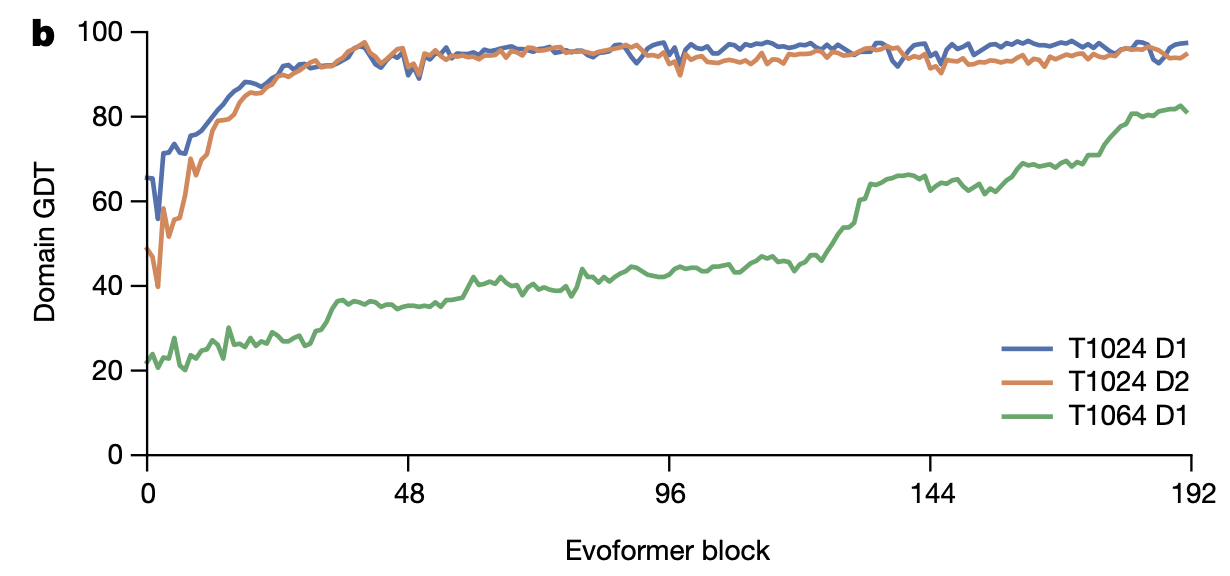 b
100
80
60
40
20
0
Domain GDT
T1024 D1
T1024 D2
T1064 D1
0 48 96 144 192
Evoformer block